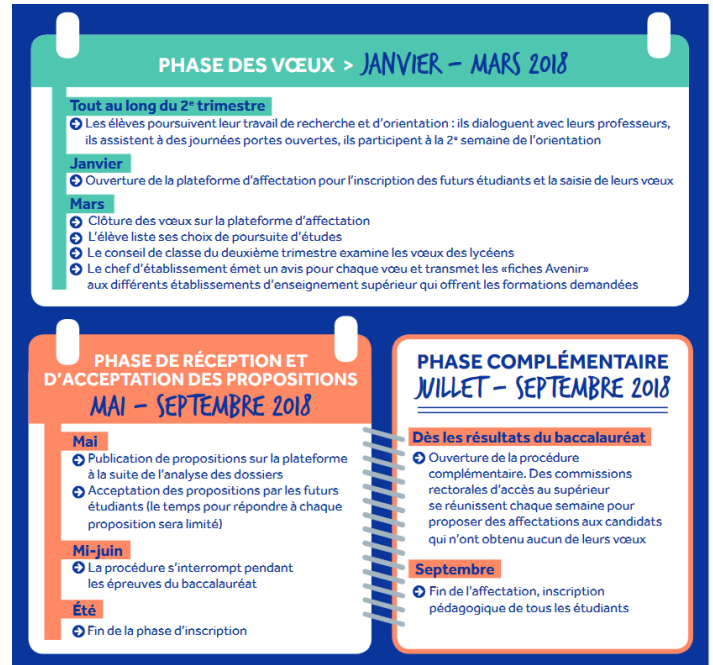 PHASE DES VŒUX > JANVIER – MARS 2018
Tout au long du 2e trimestre
Les élèves poursuivent leur travail de recherche et d'orientation : ils dialoguent avec leurs professeurs,
ils assistent à des journées portes ouvertes, ils participent à la 2e semaine de l'orientation
Janvier
Ouverture de la plateforme d'affectation pour l'inscription des futurs étudiants et la saisie de leurs vœux
Mars
Clôture des vœux sur la plateforme d'affectation
L'élève liste ses choix de poursuite d'études
Le conseil de classe du deuxième trimestre examine les vœux des lycéens
Le chef d'établissement émet un avis pour chaque vœu et transmet les «fiches Avenir»
aux différents établissements d'enseignement supérieur qui offrent les formations demandées
PHASE DE RÉCEPTION ET
D'ACCEPTATION DES PROPOSITIONS
MAI – SEPTEMBRE 2018
Mai
Publication de propositions sur la plateforme
à la suite de l'analyse des dossiers
Acceptation des propositions par les futurs
étudiants (le temps pour répondre à chaque
proposition sera limité)
Mi-juin
La procédure s'interrompt pendant
les épreuves du baccalauréat
Été
Fin de la phase d'inscription
PHASE COMPLÉMENTAIRE
JUILLET – SEPTEMBRE 2018
Dès les résultats du baccalauréat
Ouverture de la procédure
complémentaire. Des commissions
rectorales d'accès au supérieur
se réunissent chaque semaine pour
proposer des affectations aux candidats
qui n'ont obtenu aucun de leurs vœux
Septembre
Fin de l'affectation, inscription
pédagogique de tous les étudiants